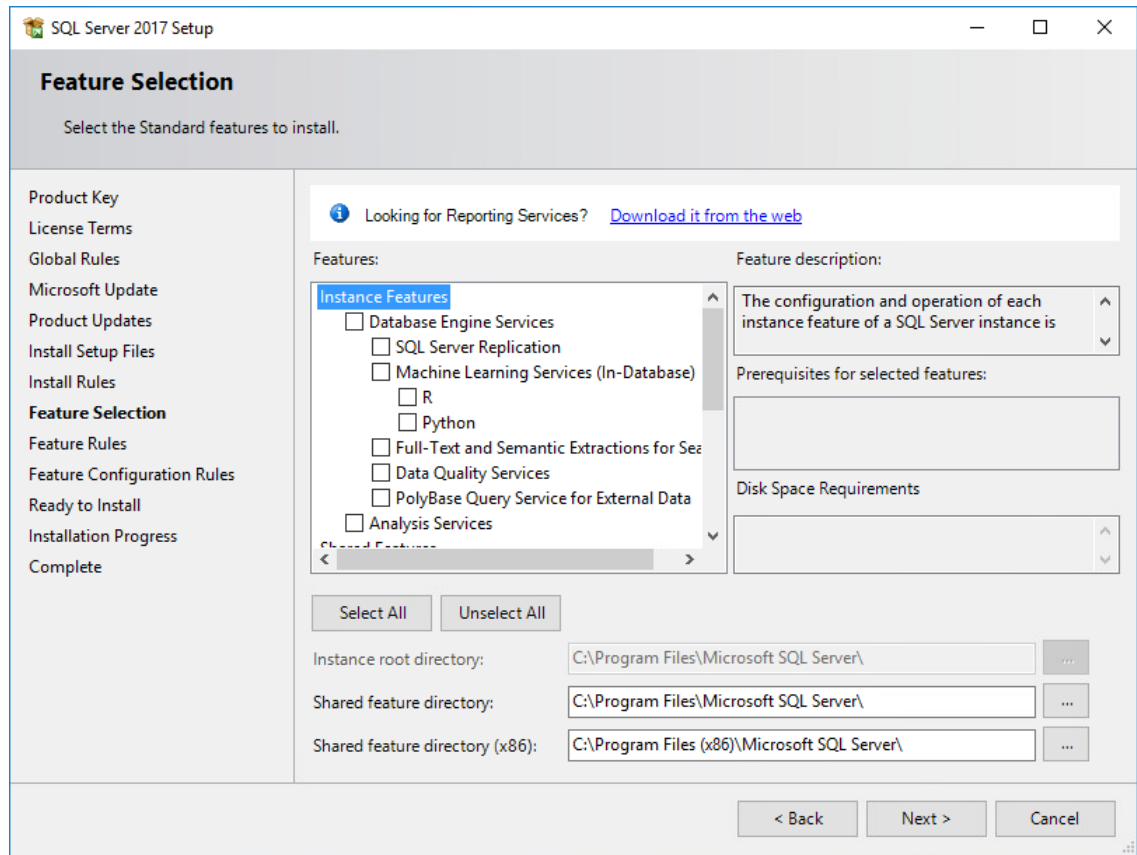 SQL Server 2017 Setup
Feature Selection
Select the Standard features to install.
Product Key
License Terms
Global Rules
Microsoft Update
Product Updates
Install Setup Files
Install Rules
Feature Selection
Feature Rules
Feature Configuration Rules
Ready to Install
Installation Progress
Complete
Looking for Reporting Services? Download it from the web
Features:
Instance Features
Database Engine Services
SQL Server Replication
Machine Learning Services (In-Database)
R
Python
Full-Text and Semantic Extractions for Sea
Data Quality Services
PolyBase Query Service for External Data
Analysis Services
Shared Features
Feature description:
The configuration and operation of each
instance feature of a SQL Server instance is
Prerequisites for selected features:
Disk Space Requirements
Select All Unselect All
Instance root directory: C:\Program Files\Microsoft SQL Server\ ...
Shared feature directory: C:\Program Files\Microsoft SQL Server\ ...
Shared feature directory (x86): C:\Program Files (x86)\Microsoft SQL Server\ ...
< Back Next > Cancel